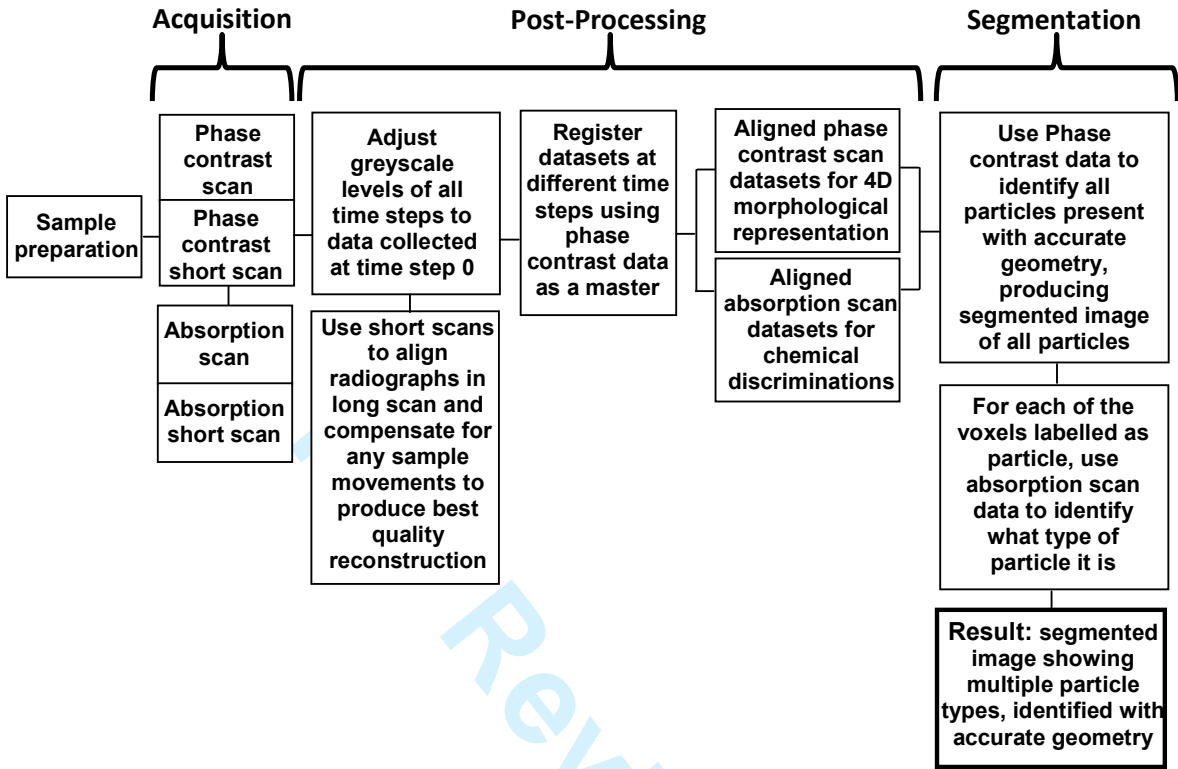 Acquisition
Post-Processing
Segmentation
Sample
preparation
Phase
contrast
scan
Phase
contrast
short scan
Absorption
scan
Absorption
short scan
Adjust
greyscale
levels of all
time steps to
data collected
at time step 0
Use short scans
to align
radiographs in
long scan and
compensate for
any sample
movements to
produce best
quality
reconstruction
Register
datasets at
different time
steps using
phase
contrast data
as a master
Aligned phase
contrast scan
datasets for 4D
morphological
representation
Aligned
absorption scan
datasets for
chemical
discriminations
Use Phase
contrast data to
identify all
particles present
with accurate
geometry,
producing
segmented image
of all particles
For each of the
voxels labelled as
particle, use
absorption scan
data to identify
what type of
particle it is
Result: segmented
image showing
multiple particle
types, identified with
accurate geometry